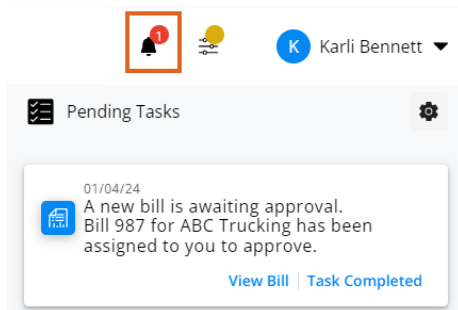 1
K Karli Bennett
Pending Tasks
01/04/24
A new bill is awaiting approval.
Bill 987 for ABC Trucking has been
assigned to you to approve.
View Bill Task Completed